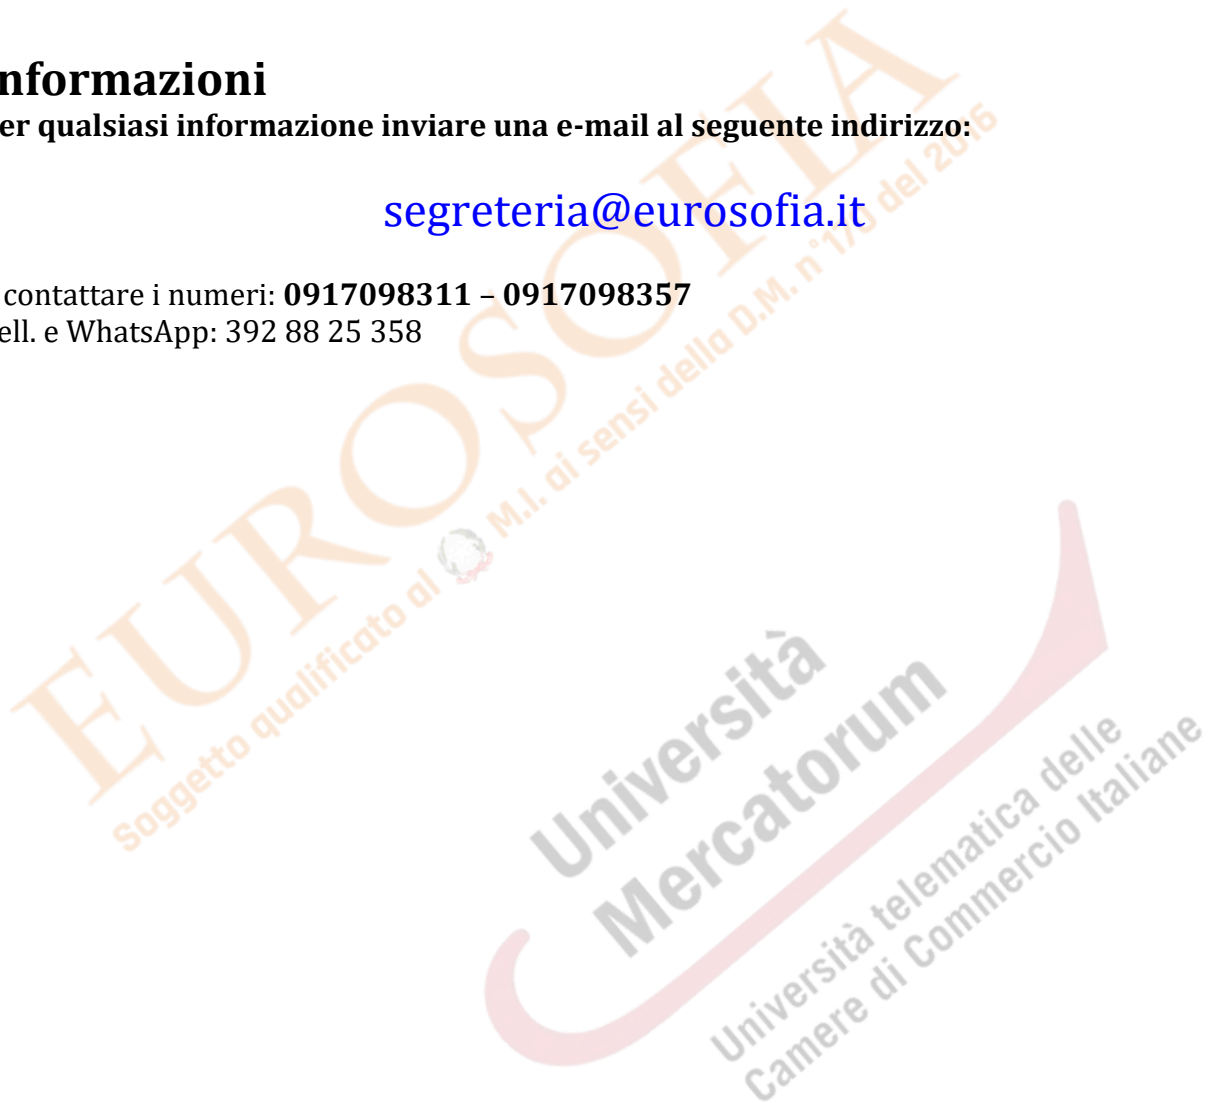 nformazioni
er qualsiasi informazione inviare una e-mail al seguente indirizzo:
segreteria@eurosofia.it
contattare i numeri: 0917098311 – 0917098357
ell. e WhatsApp: 392 88 25 358
EUROSOFIA
Soggetto qualificato al M.I. ai sensi della D.M. n°170 del 2016
Università
Mercatorum
Università telematica delle
Camere di Commercio Italiane